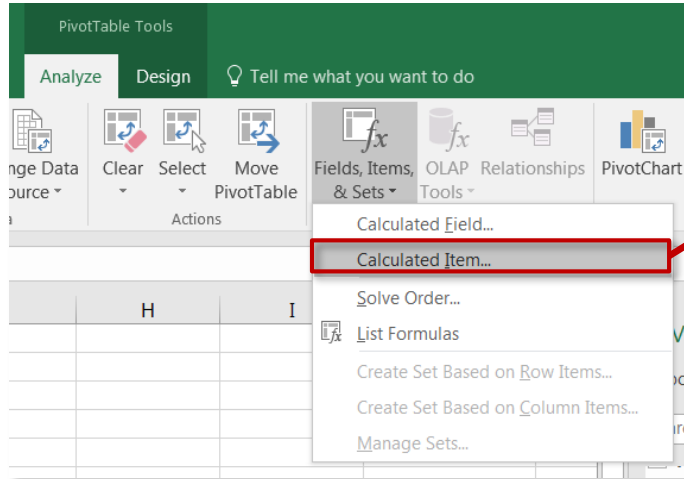 PivotTable Tools
Analyze Design Tell me what you want to do
Data Clear Select Move Fields, Items, OLAP Relationships PivotChart
PivotTable & Sets Tools
Actions
Calculated Field...
Calculated Item...
Solve Order...
List Formulas
Create Set Based on Row Items...
Create Set Based on Column Items...
Manage Sets...
H I